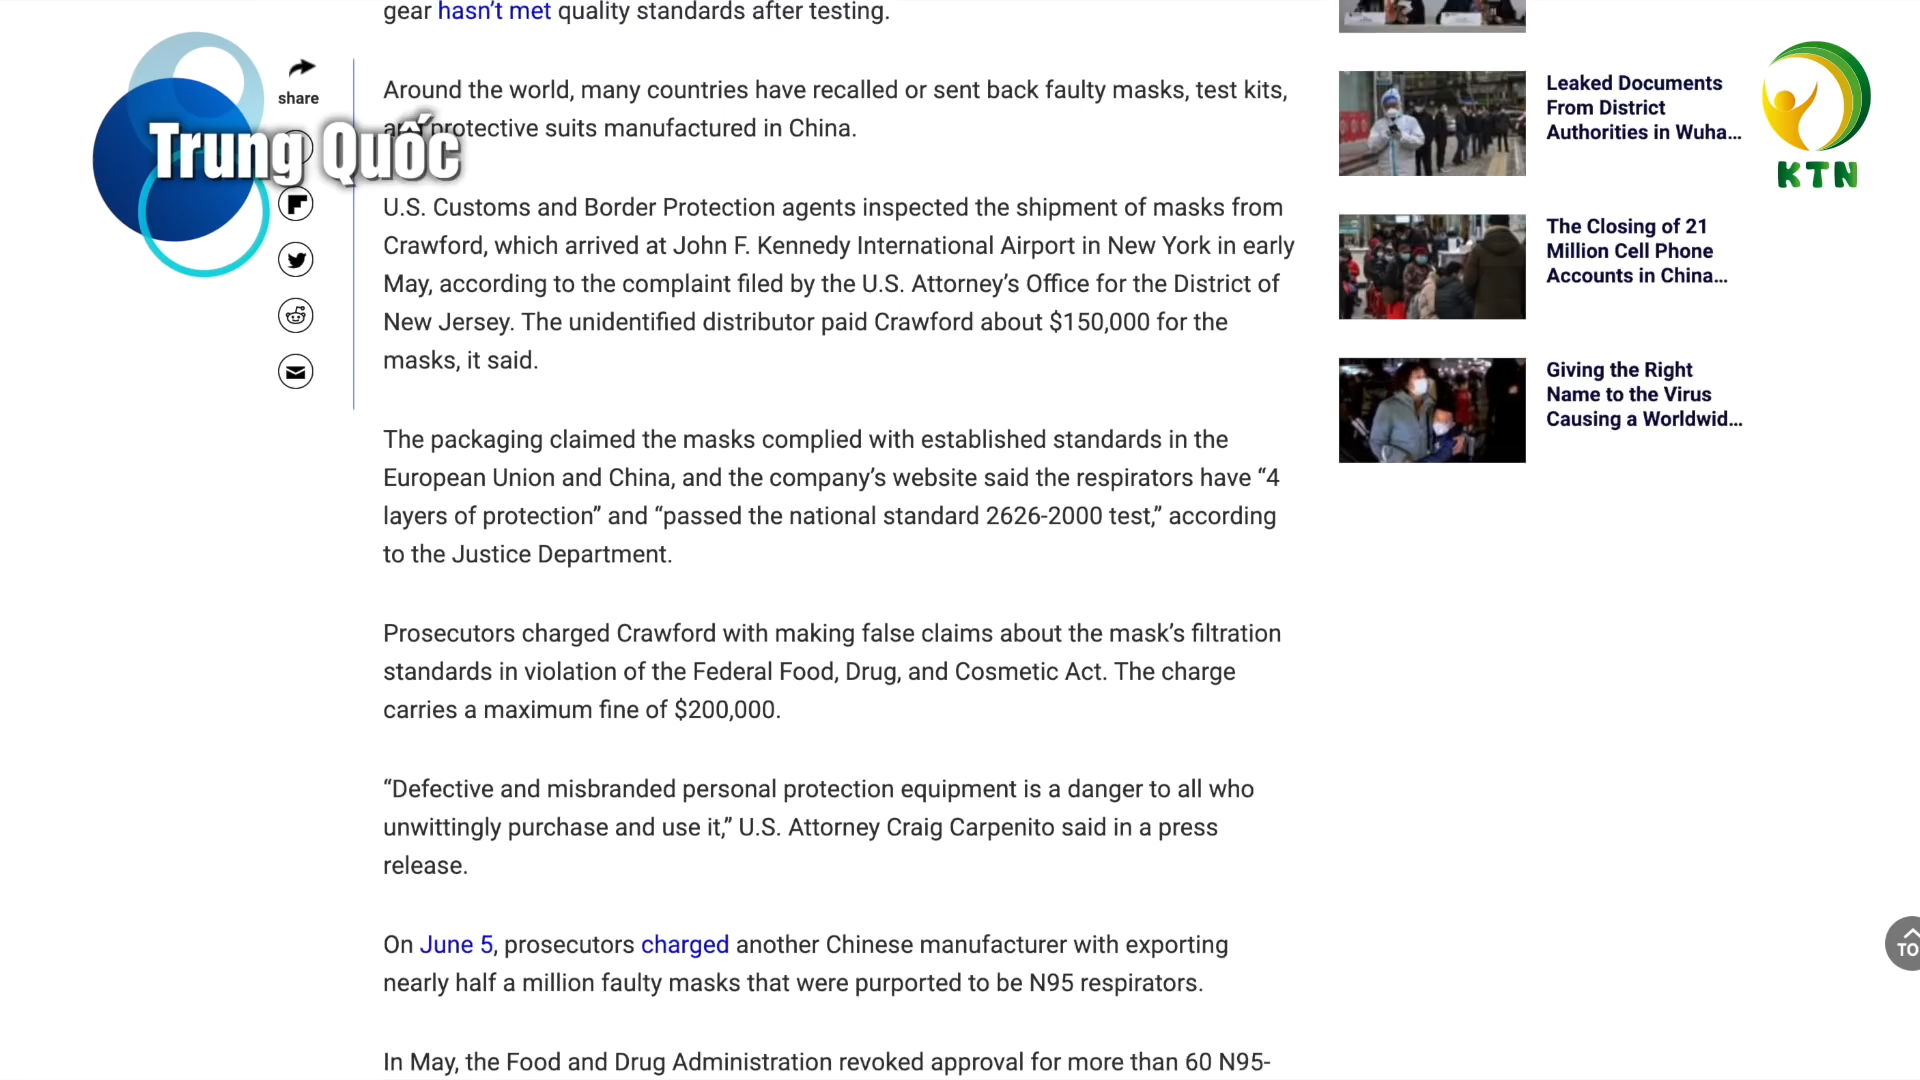 gear hasn’t met quality standards after testing.
share
Trung Quốc
Around the world, many countries have recalled or sent back faulty masks, test kits,
and protective suits manufactured in China.
U.S. Customs and Border Protection agents inspected the shipment of masks from
Crawford, which arrived at John F. Kennedy International Airport in New York in early
May, according to the complaint filed by the U.S. Attorney’s Office for the District of
New Jersey. The unidentified distributor paid Crawford about $150,000 for the
masks, it said.
The packaging claimed the masks complied with established standards in the
European Union and China, and the company’s website said the respirators have “4
layers of protection” and “passed the national standard 2626-2000 test,” according
to the Justice Department.
Prosecutors charged Crawford with making false claims about the mask’s filtration
standards in violation of the Federal Food, Drug, and Cosmetic Act. The charge
carries a maximum fine of $200,000.
“Defective and misbranded personal protection equipment is a danger to all who
unwittingly purchase and use it,” U.S. Attorney Craig Carpenito said in a press
release.
On June 5, prosecutors charged another Chinese manufacturer with exporting
nearly half a million faulty masks that were purported to be N95 respirators.
In May, the Food and Drug Administration revoked approval for more than 60 N95-
Leaked Documents
From District
Authorities in Wuha...
The Closing of 21
Million Cell Phone
Accounts in China...
Giving the Right
Name to the Virus
Causing a Worldwid...
KTN
TO